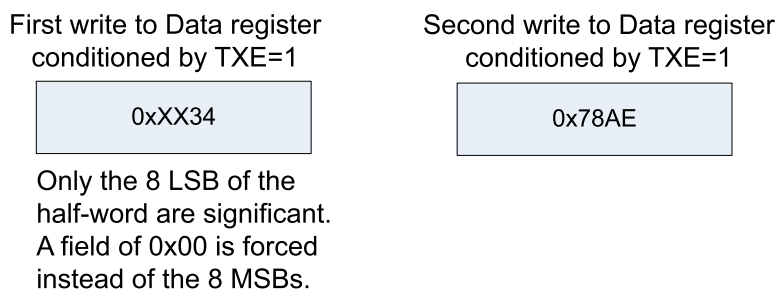 First write to Data register
conditioned by TXE=1
0xXX34
Only the 8 LSB of the
half-word are significant.
A field of 0x00 is forced
instead of the 8 MSBs.
Second write to Data register
conditioned by TXE=1
0x78AE